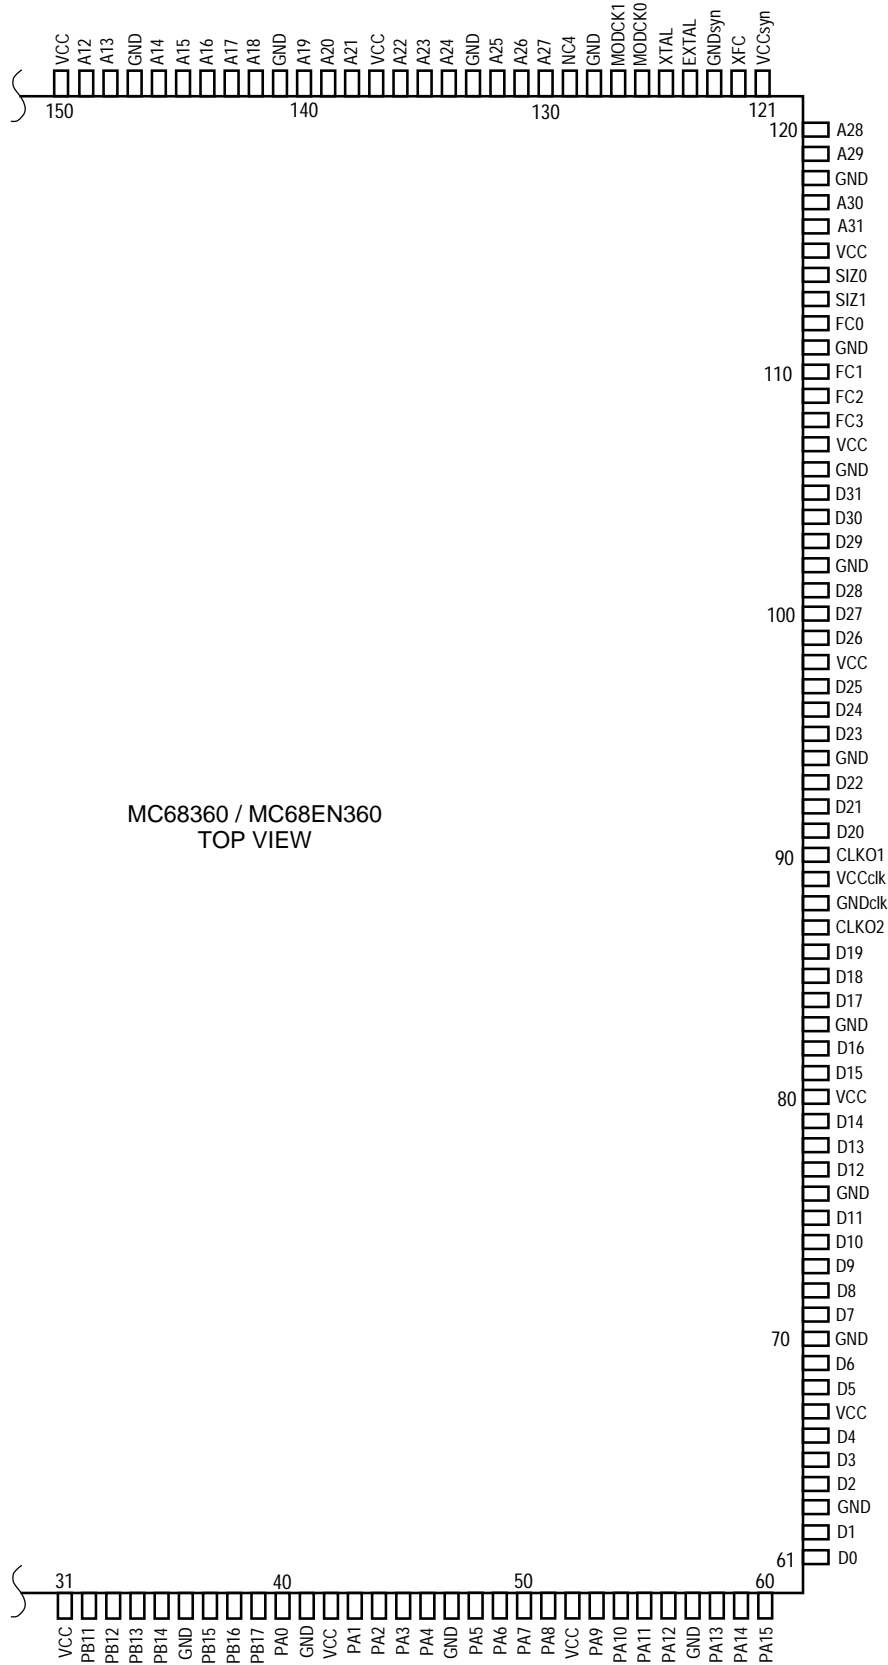 VCC
A12
A13
GND
A14
A15
A16
A17
A18
GND
A19
A20
A21
VCC
A22
A23
A24
GND
A25
A26
A27
NC4
GND
MODCK1
MODCK0
XTAL
EXTAL
GNDsyn
XFC
VCCsyn
150
140
130
121
120 A28
A29
GND
A30
A31
VCC
SIZ0
SIZ1
FC0
GND
110 FC1
FC2
FC3
VCC
GND
D31
D30
D29
GND
D28
100 D27
D26
VCC
D25
D24
D23
GND
D22
D21
MC68360 / MC68EN360
TOP VIEW
D20
90 CLKO1
VCCclk
GNDclk
CLKO2
D19
D18
D17
GND
D16
D15
80 VCC
D14
D13
D12
GND
D11
D10
D9
D8
D7
70 GND
D6
D5
VCC
D4
D3
D2
GND
D1
61 D0
31
40
50
60
VCC
PB11
PB12
PB13
PB14
GND
PB15
PB16
PB17
PA0
GND
VCC
PA1
PA2
PA3
PA4
GND
PA5
PA6
PA7
PA8
VCC
PA9
PA10
PA11
PA12
GND
PA13
PA14
PA15